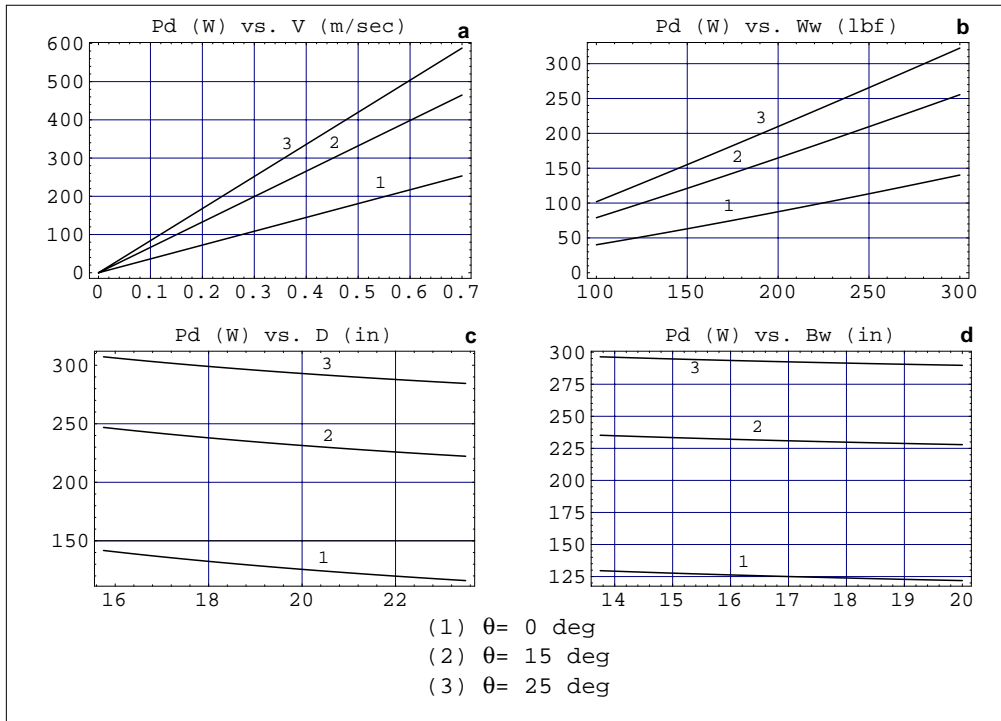 Pd (W) vs. V (m/sec)
a
600
500
400
300
200
100
0
3
2
1
0 0.1 0.2 0.3 0.4 0.5 0.6 0.7
Pd (W) vs. Ww (lbf)
b
300
250
200
150
100
50
0
3
2
1
100 150 200 250 300
Pd (W) vs. D (in)
c
300
250
200
150
3
2
1
16 18 20 22
Pd (W) vs. Bw (in)
d
300
275
250
225
200
175
150
125
3
2
1
14 15 16 17 18 19 20
(1) θ= 0 deg
(2) θ= 15 deg
(3) θ= 25 deg